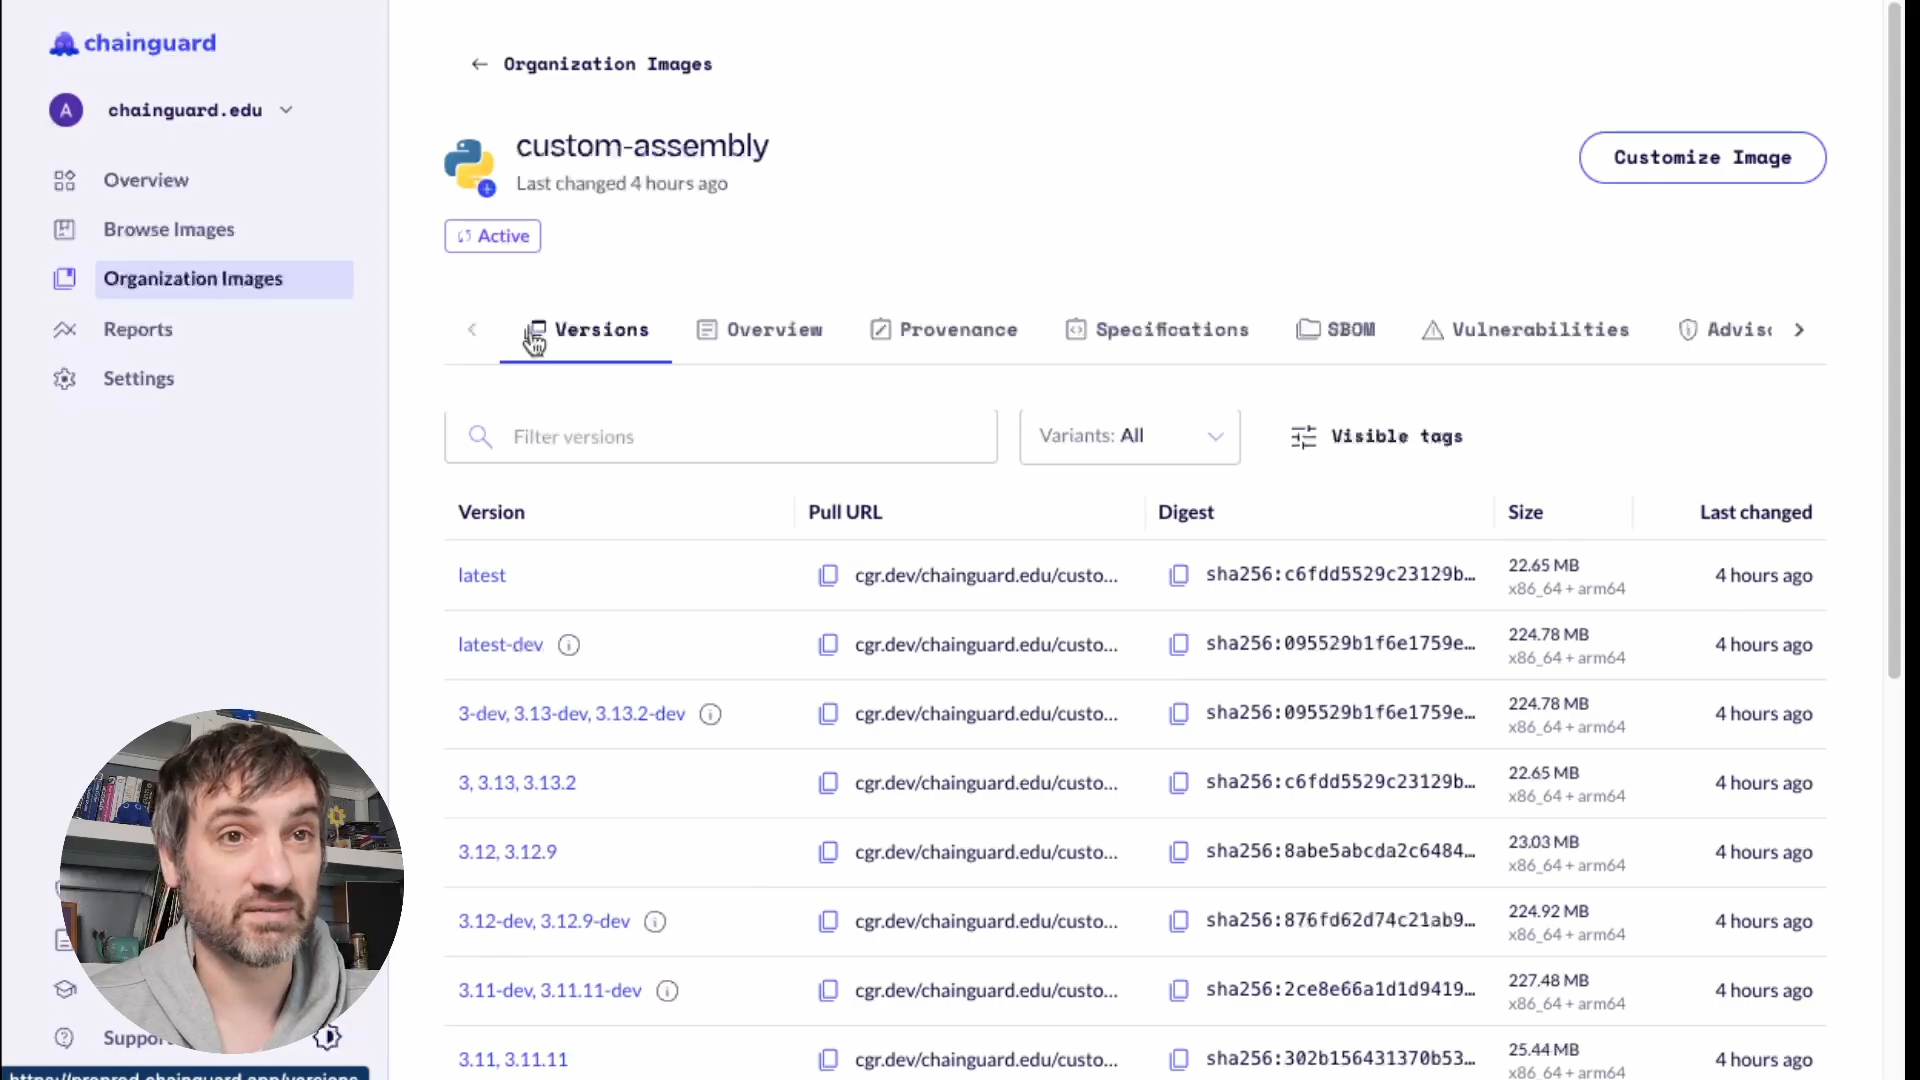 chainguard
A chainguard.edu
Overview
Browse Images
Organization Images
Reports
Settings
← Organization Images
custom-assembly
Last changed 4 hours ago
Customize Image
Active
Versions Overview Provenance Specifications SBOM Vulnerabilities
Filter versions
Variants: All
Visible tags
Version Pull URL Digest Size Last changed
latest cgr.dev/chainguard.edu/custo... sha256:c6fdd5529c23129b… 22.65 MB 4 hours ago
x86_64 + arm64
latest-dev cgr.dev/chainguard.edu/custo... sha256:095529b1f6e1759e… 224.78 MB 4 hours ago
x86_64 + arm64
3-dev, 3.13-dev, 3.13.2-dev cgr.dev/chainguard.edu/custo... sha256:095529b1f6e1759e… 224.78 MB 4 hours ago
x86_64 + arm64
3, 3.13, 3.13.2 cgr.dev/chainguard.edu/custo... sha256:c6fdd5529c23129b… 22.65 MB 4 hours ago
x86_64 + arm64
3.12, 3.12.9 cgr.dev/chainguard.edu/custo... sha256:8abe5abcda2c6484… 23.03 MB 4 hours ago
x86_64 + arm64
3.12-dev, 3.12.9-dev cgr.dev/chainguard.edu/custo... sha256:876fd62d74c21ab9… 224.92 MB 4 hours ago
x86_64 + arm64
3.11-dev, 3.11.11-dev cgr.dev/chainguard.edu/custo... sha256:2ce8e66a1d1d9419… 227.48 MB 4 hours ago
x86_64 + arm64
3.11, 3.11.11 cgr.dev/chainguard.edu/custo... sha256:302b156431370b53… 25.44 MB 4 hours ago
x86_64 + arm64